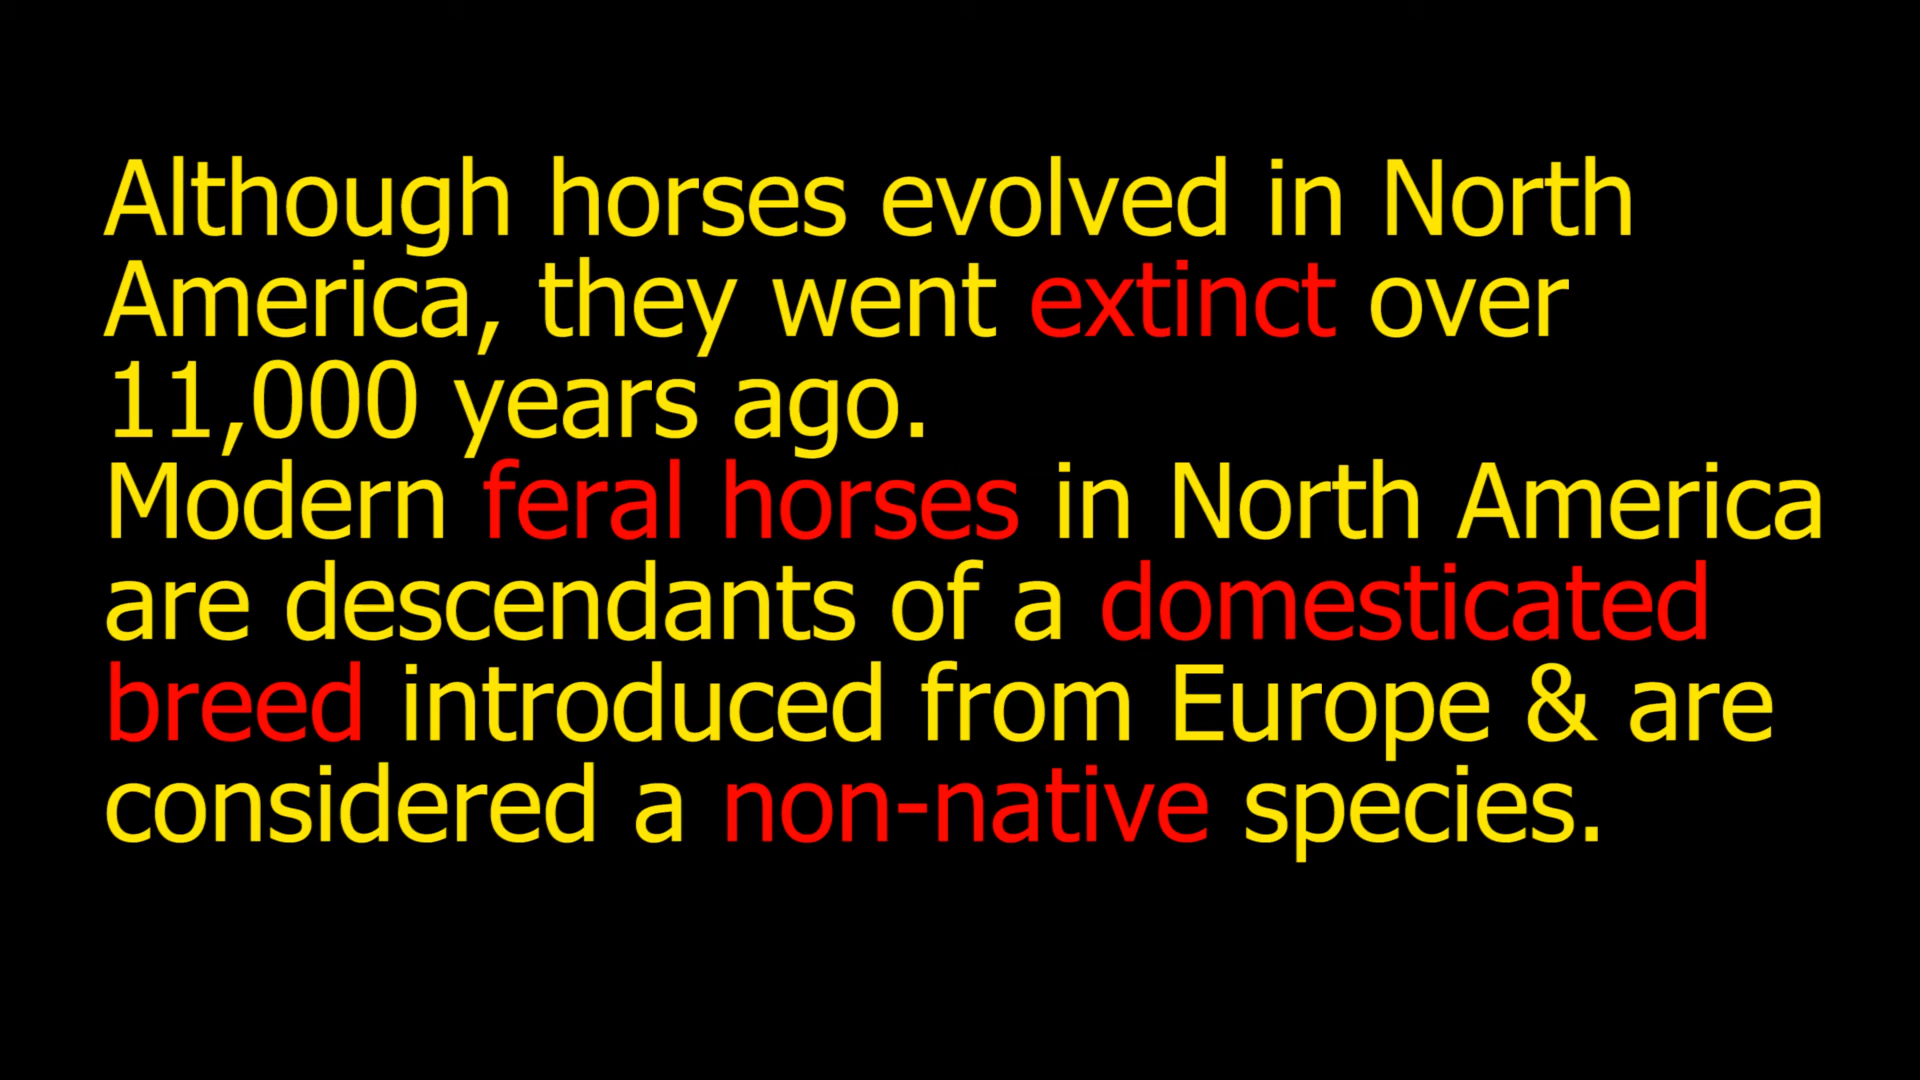 Although horses evolved in North
America, they went extinct over
11,000 years ago.
Modern feral horses in North America
are descendants of a domesticated
breed introduced from Europe & are
considered a non-native species.